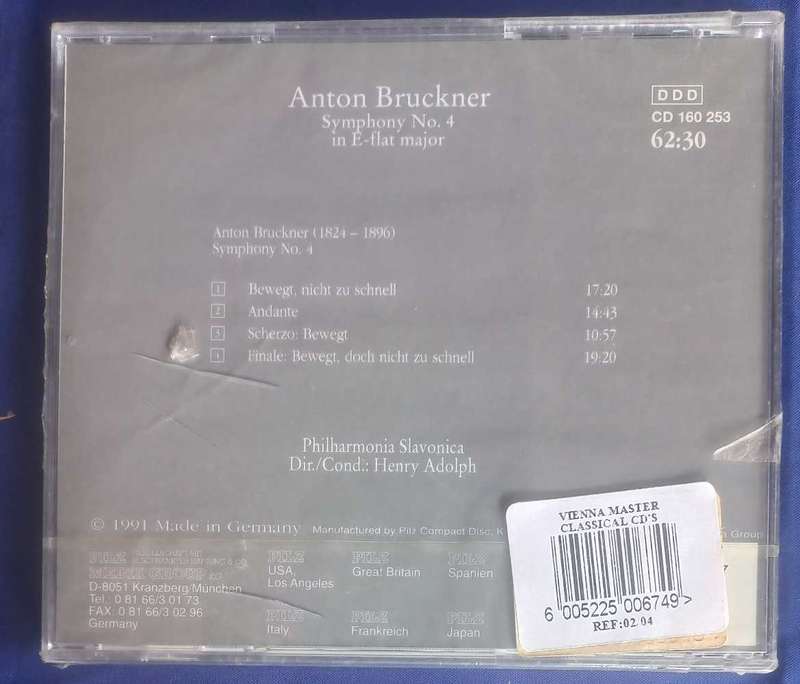 Anton Bruckner
Symphony No. 4
in E-flat major
DDD
CD 160 253
62:30
Anton Bruckner (1824 – 1896)
Symphony No. 4
1 Bewegt, nicht zu schnell 17:20
2 Andante 14:43
3 Scherzo: Bewegt 10:57
4 Finale: Bewegt, doch nicht zu schnell 19:20
Philharmonia Slavonica
Dir./Cond.: Henry Adolph
© 1991 Made in Germany Manufactured by Pilz Compact Disc, K
Group
PILZ
D-8051 Kranzberg/München
Tel.: 0 81 66/3 01 73
FAX: 0 81 66/3 02 96
Germany
PILZ
USA,
Los Angeles
PILZ
Great Britain
PILZ
Spanien
PILZ
Italy
PILZ
Frankreich
PILZ
Japan
VIENNA MASTER
CLASSICAL CD'S
6 005225 006749 >
REF:02 04